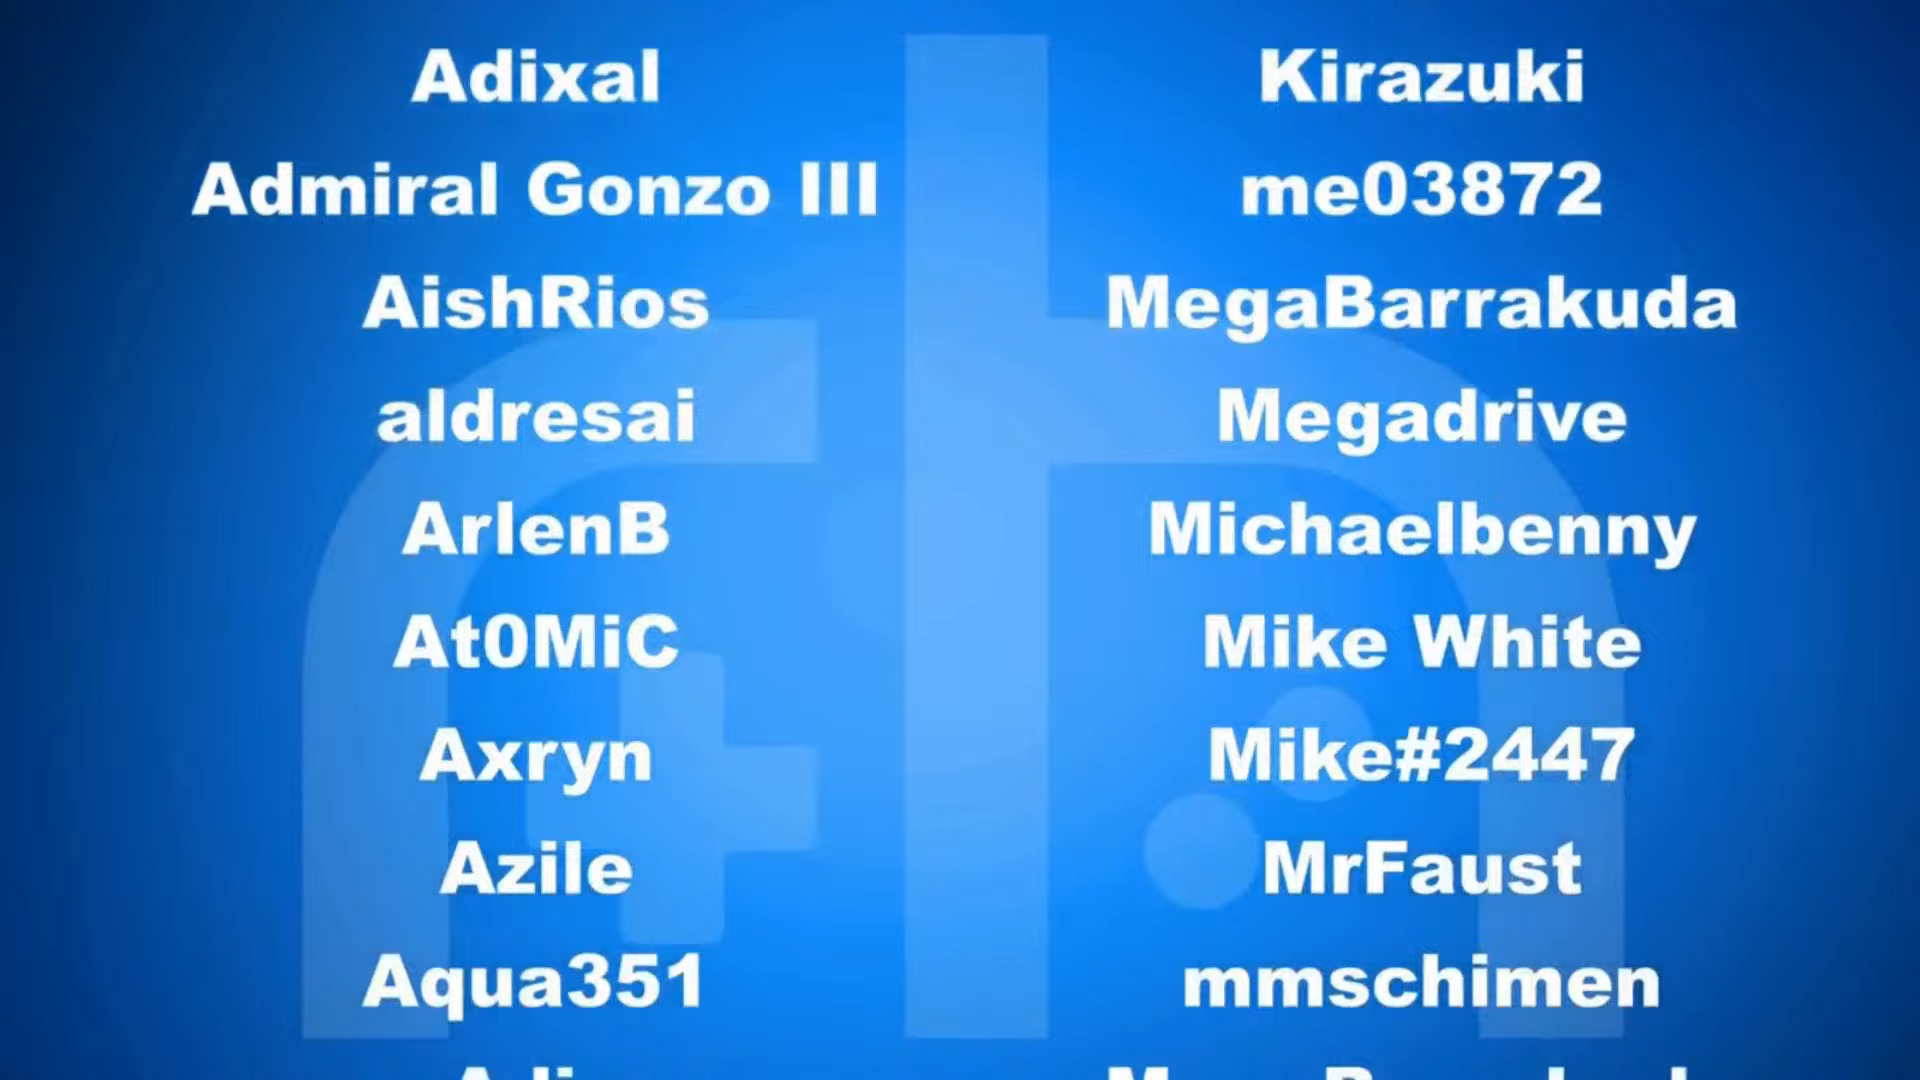 Adixal
Admiral Gonzo III
AishRios
aldresai
ArlenB
At0MiC
Axryn
Azile
Aqua351
Kirazuki
me03872
MegaBarrakuda
Megadrive
Michaelbenny
Mike White
Mike#2447
MrFaust
mmschimen